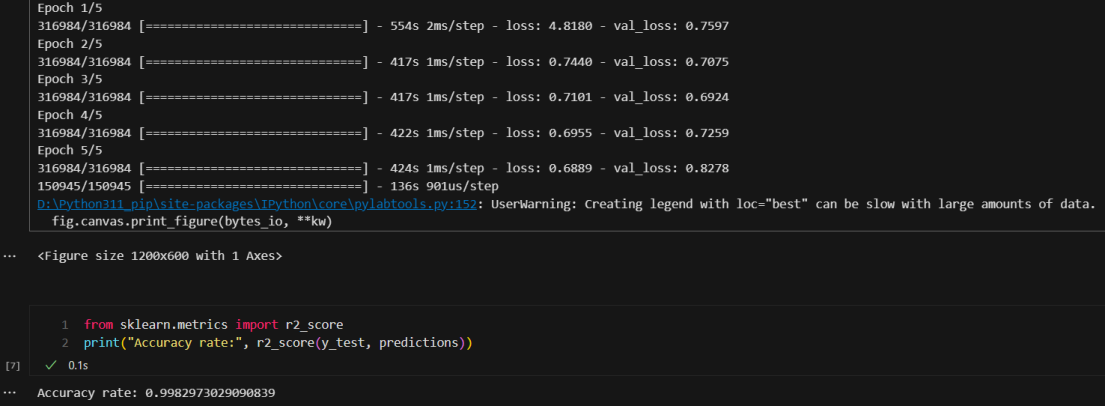 Epoch 1/5
316984/316984 [==============================] - 554s 2ms/step - loss: 4.8180 - val_loss: 0.7597
Epoch 2/5
316984/316984 [==============================] - 417s 1ms/step - loss: 0.7440 - val_loss: 0.7075
Epoch 3/5
316984/316984 [==============================] - 417s 1ms/step - loss: 0.7101 - val_loss: 0.6924
Epoch 4/5
316984/316984 [==============================] - 422s 1ms/step - loss: 0.6955 - val_loss: 0.7259
Epoch 5/5
316984/316984 [==============================] - 424s 1ms/step - loss: 0.6889 - val_loss: 0.8278
150945/150945 [==============================] - 136s 901us/step
D:\Python311_pip\site-packages\IPython\core\pylabtools.py:152: UserWarning: Creating legend with loc="best" can be slow with large amounts of data.
  fig.canvas.print_figure(bytes_io, **kw)
... <Figure size 1200x600 with 1 Axes>
1 from sklearn.metrics import r2_score
2 print("Accuracy rate:", r2_score(y_test, predictions))
[7] ✓ 0.1s
... Accuracy rate: 0.9982973029090839